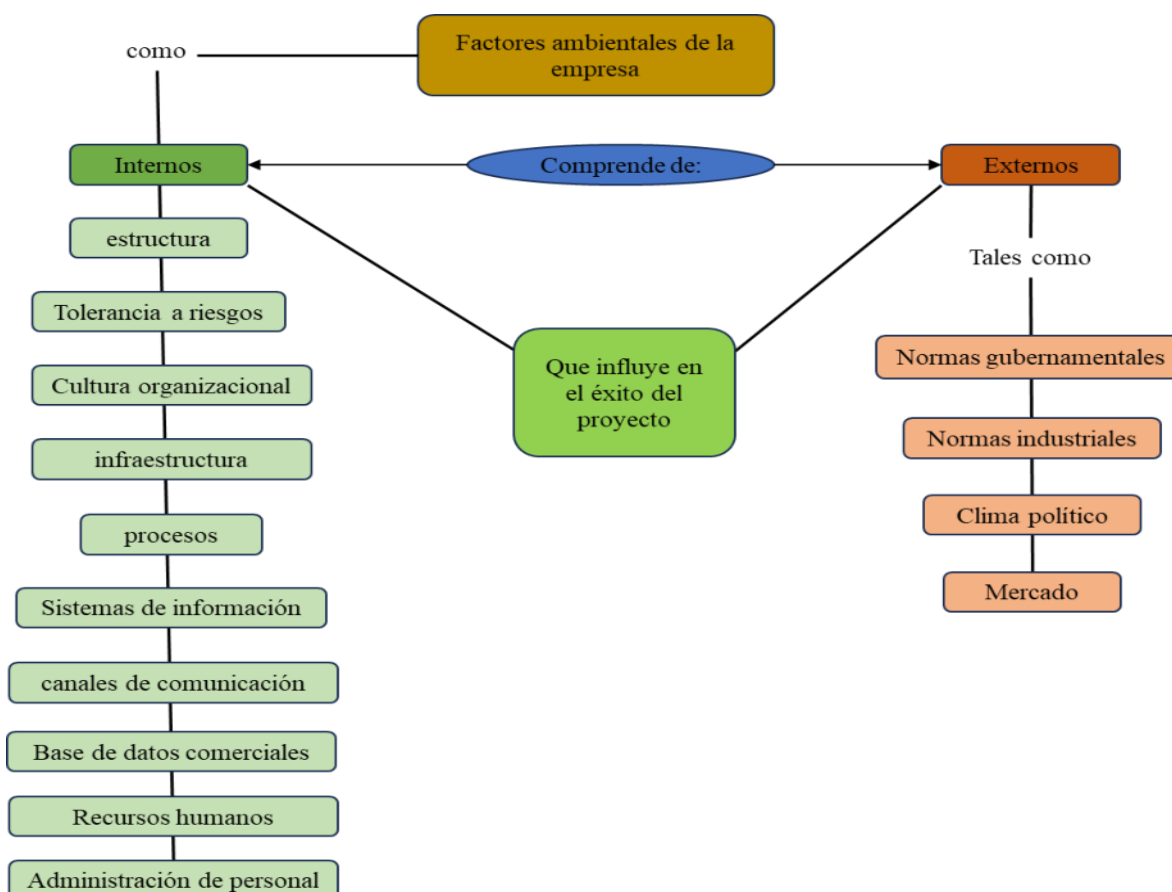 como
Factores ambientales de la
empresa
Internos
Comprende de:
Externos
estructura
Tolerancia a riesgos
Cultura organizacional
infraestructura
procesos
Sistemas de información
canales de comunicación
Base de datos comerciales
Recursos humanos
Administración de personal
Que influye en
el éxito del
proyecto
Tales como
Normas gubernamentales
Normas industriales
Clima político
Mercado